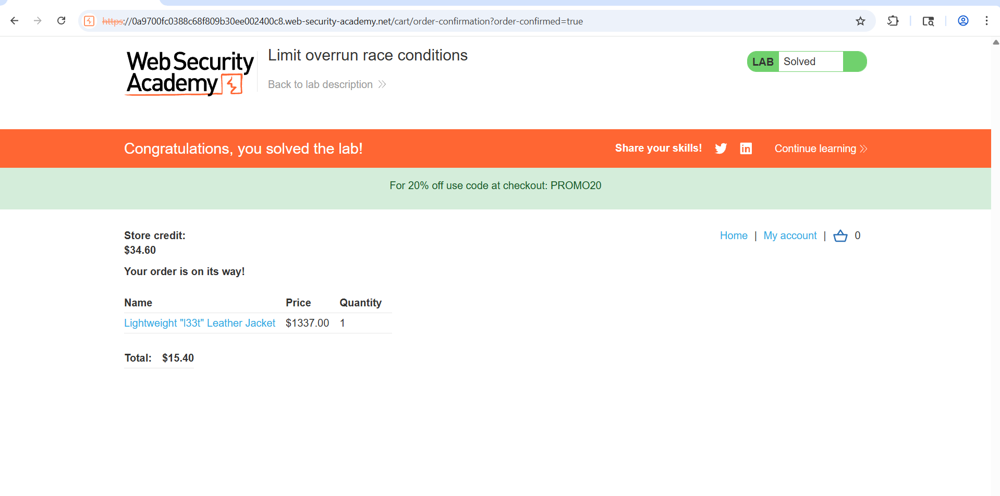 https://0a9700fc0388c68f809b30ee002400c8.web-security-academy.net/cart/order-confirmation?order-confirmed=true
Web Security
Academy
Limit overrun race conditions
Back to lab description
LAB Solved
Congratulations, you solved the lab!
Share your skills!
in
Continue learning
For 20% off use code at checkout: PROMO20
Store credit:
$34.60
Home | My account | 0
Your order is on its way!
Name Price Quantity
Lightweight "l33t" Leather Jacket $1337.00 1
Total: $15.40